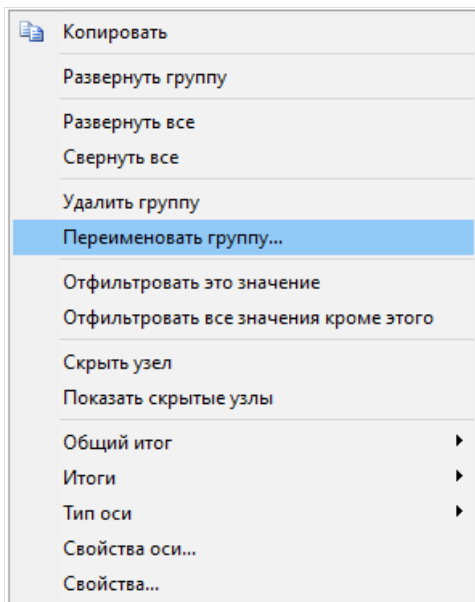 Копировать
Развернуть группу
Развернуть все
Свернуть все
Удалить группу
Переименовать группу...
Отфильтровать это значение
Отфильтровать все значения кроме этого
Скрыть узел
Показать скрытые узлы
Общий итог
Итоги
Тип оси
Свойства оси...
Свойства...